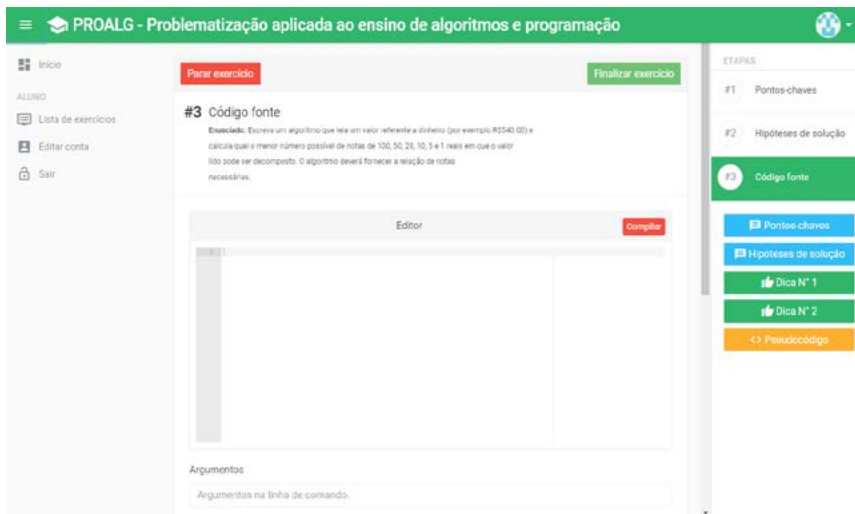 PROALG - Problematização aplicada ao ensino de algoritmos e programação
Início
ALUNO
Lista de exercícios
Editar conta
Sair
Parar exercício
Finalizar exercício
#3 Código fonte
Enunciado: Escreva um algoritmo que leia um valor referente a dinheiro (por exemplo R$540.00) e
calcula qual o menor número possível de notas de 100, 50, 20, 10, 5 e 1 reais em que o valor
lido pode ser decomposto. O algoritmo deverá fornecer a relação de notas
necessárias.
Editor
Compilar
1
Argumentos
Argumentos na linha de comando.
ETAPAS
#1 Pontos-chaves
#2 Hipóteses de solução
#3 Código fonte
Pontos-chaves
Hipóteses de solução
Dica N° 1
Dica N° 2
<> Pseudocódigo